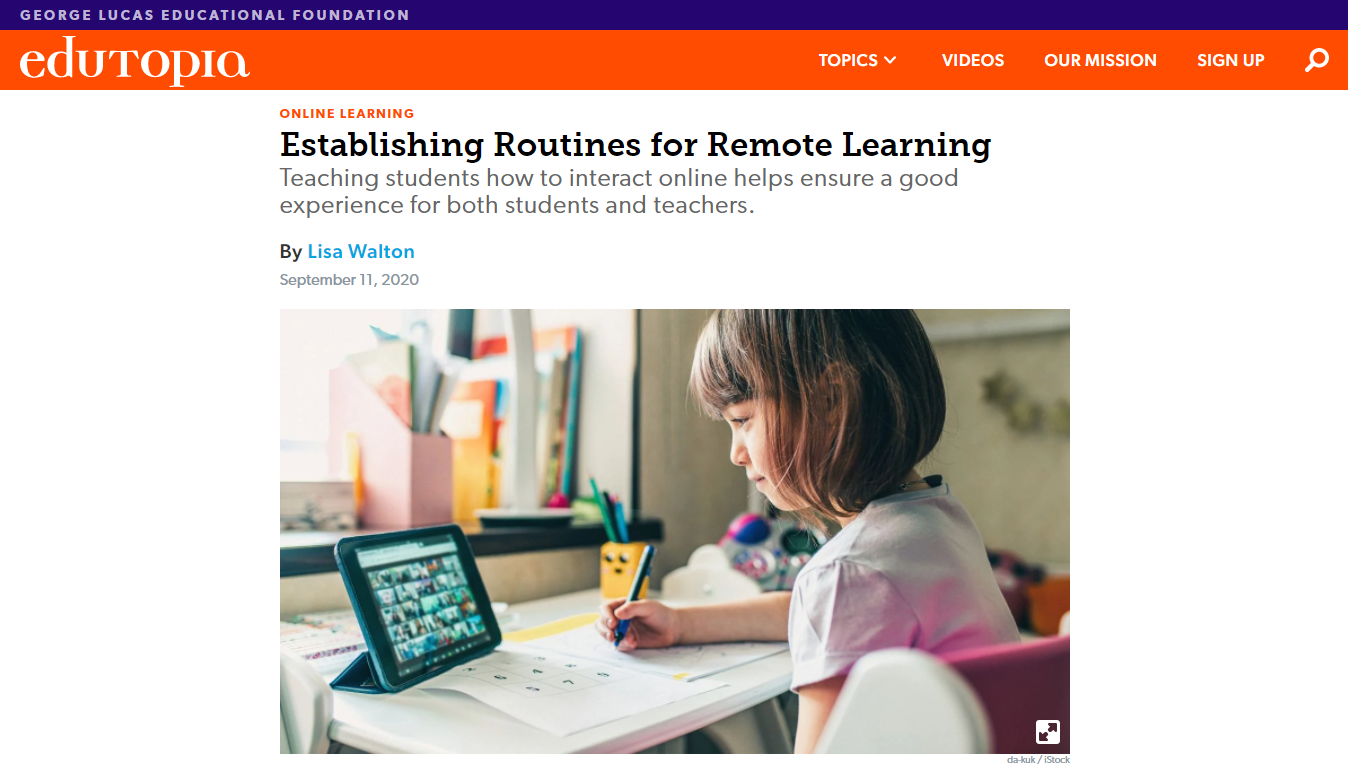 GEORGE LUCAS EDUCATIONAL FOUNDATION
edutopia
TOPICS VIDEOS OUR MISSION SIGN UP
ONLINE LEARNING
Establishing Routines for Remote Learning
Teaching students how to interact online helps ensure a good
experience for both students and teachers.
By Lisa Walton
September 11, 2020
da-kuk / iStock